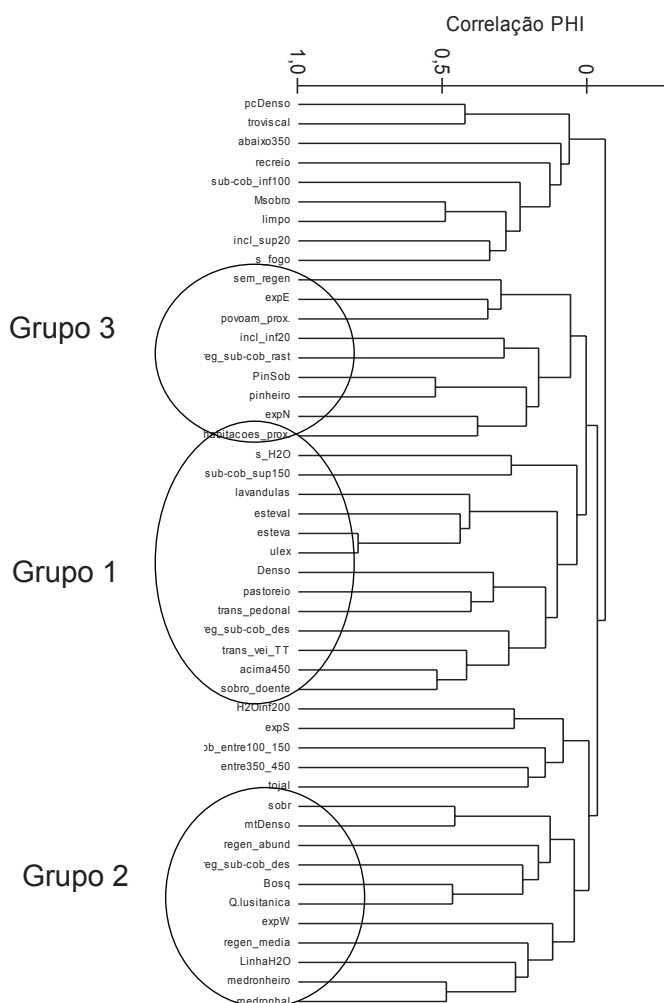 Correlação PHI
1,0 0,5 0
pcDenso
troviscal
abaixo350
recreio
sub-cob_inf100
Msobro
limpo
incl_sup20
s_fogo
sem_regen
expE
Grupo 3
povoam_prox.
incl_inf20
reg_sub-cob_rast
PinSob
pinheiro
expN
habitacoes_prox.
s_H2O
sub-cob_sup150
lavandulas
esteval
esteva
ulex
Grupo 1
Denso
pastoreio
trans_pedonal
reg_sub-cob_des
trans_vei_TT
acima450
sobro_doente
H2Oinf200
expS
ob_entre100_150
entre350_450
tojal
sobr
mtDenso
regen_abund
reg_sub-cob_des
Grupo 2
Bosq
Q.lusitanica
expW
regen_media
LinhaH2O
medronheiro
medronhal